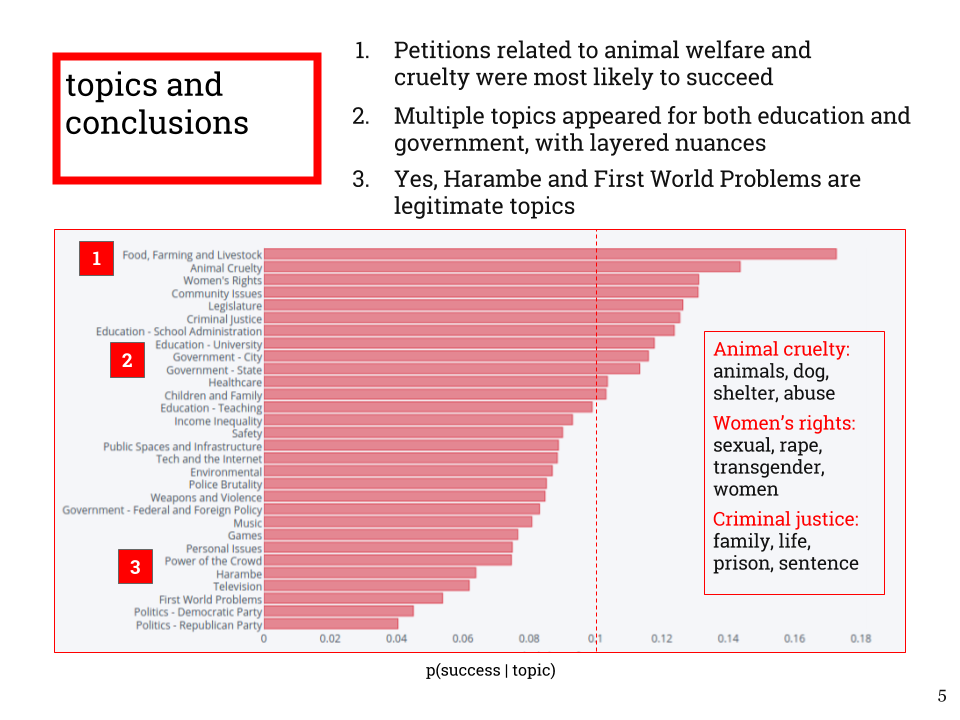 topics and
conclusions
1. Petitions related to animal welfare and
cruelty were most likely to succeed
2. Multiple topics appeared for both education and
government, with layered nuances
3. Yes, Harambe and First World Problems are
legitimate topics
1
2
3
Food, Farming and Livestock
Animal Cruelty
Women's Rights
Community Issues
Legislature
Criminal Justice
Education - School Administration
Education - University
Government - City
Government - State
Healthcare
Children and Family
Education - Teaching
Income Inequality
Safety
Public Spaces and Infrastructure
Tech and the Internet
Environmental
Police Brutality
Weapons and Violence
Government - Federal and Foreign Policy
Music
Games
Personal Issues
Power of the Crowd
Harambe
Television
First World Problems
Politics - Democratic Party
Politics - Republican Party
0 0.02 0.04 0.06 0.08 0.1 0.12 0.14 0.16 0.18
Animal cruelty:
animals, dog,
shelter, abuse
Women’s rights:
sexual, rape,
transgender,
women
Criminal justice:
family, life,
prison, sentence
p(success | topic)
5